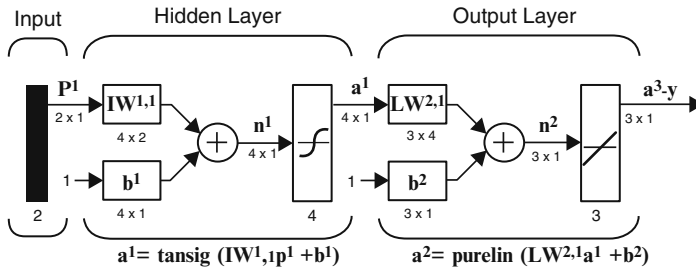 Input Hidden Layer Output Layer
P¹ IW¹,¹ n¹ a¹ LW²,¹ n² a³-y
2 x 1 4 x 2 4 x 1 4 x 1 3 x 4 3 x 1 3 x 1
1 b¹ 1 b²
2 4 x 1 4 3 x 1 3
a¹= tansig (IW¹,₁p¹ +b¹) a²= purelin (LW²,¹a¹ +b²)